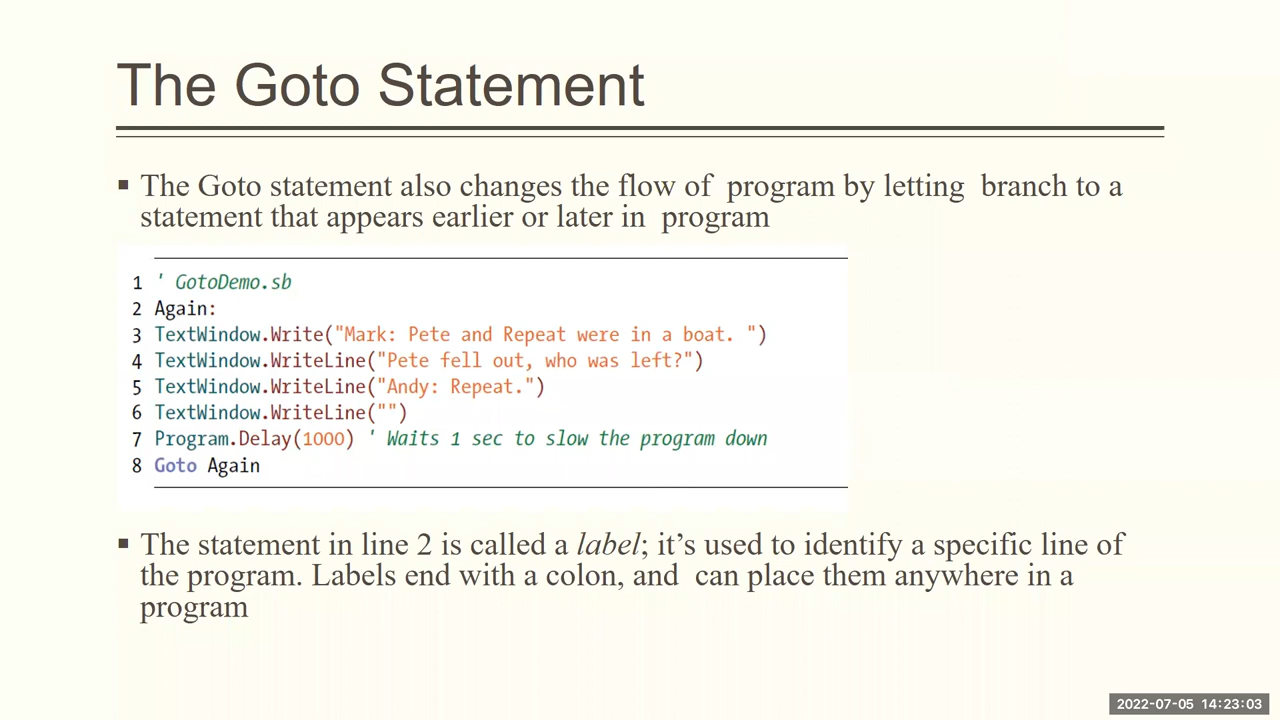 The Goto Statement
▪ The Goto statement also changes the flow of program by letting branch to a
statement that appears earlier or later in program
1 ' GotoDemo.sb
2 Again:
3 TextWindow.Write("Mark: Pete and Repeat were in a boat. ")
4 TextWindow.WriteLine("Pete fell out, who was left?")
5 TextWindow.WriteLine("Andy: Repeat.")
6 TextWindow.WriteLine("")
7 Program.Delay(1000) ' Waits 1 sec to slow the program down
8 Goto Again
▪ The statement in line 2 is called a label; it’s used to identify a specific line of
the program. Labels end with a colon, and can place them anywhere in a
program
2022-07-05 14:23:03